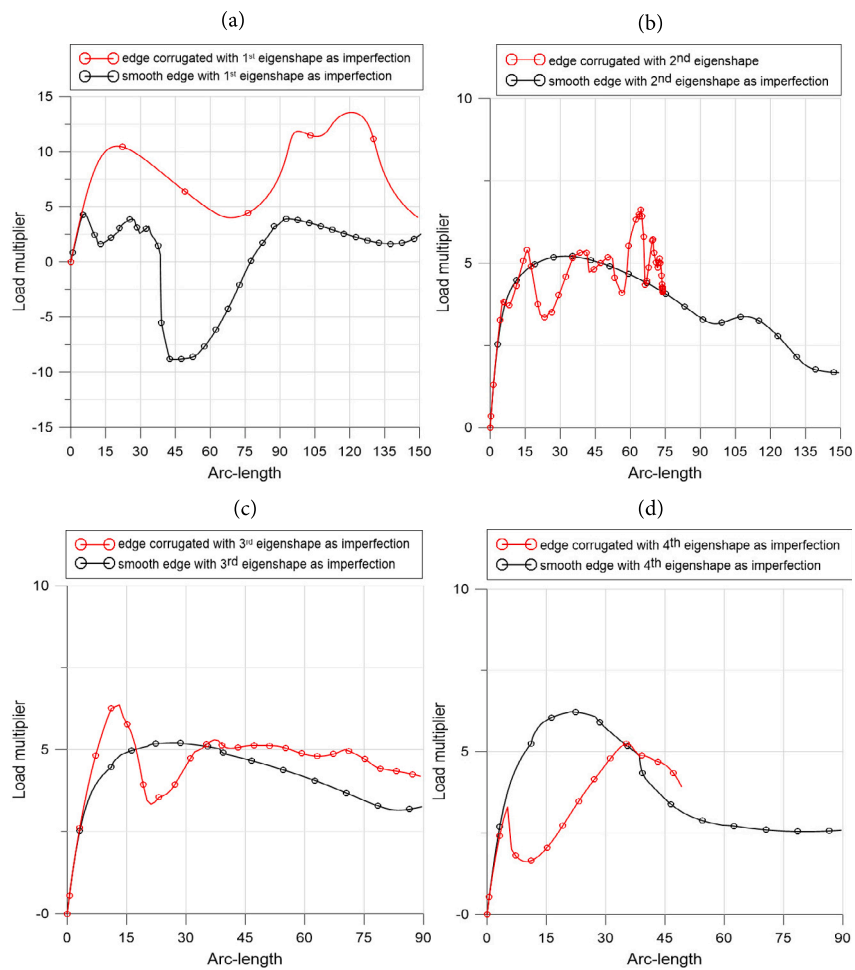 (a)
edge corrugated with 1st eigenshape as imperfection
smooth edge with 1st eigenshape as imperfection
15
10
5
0
-5
-10
-15
Load multiplier
0 15 30 45 60 75 90 105 120 135 150
Arc-length
(b)
edge corrugated with 2nd eigenshape
smooth edge with 2nd eigenshape as imperfection
10
5
0
Load multiplier
0 15 30 45 60 75 90 105 120 135 150
Arc-length
(c)
edge corrugated with 3rd eigenshape as imperfection
smooth edge with 3rd eigenshape as imperfection
10
5
-0
Load multiplier
0 15 30 45 60 75 90
Arc-length
(d)
edge corrugated with 4th eigenshape as imperfection
smooth edge with 4th eigenshape as imperfection
10
5
-0
Load multiplier
0 15 30 45 60 75 90
Arc-length